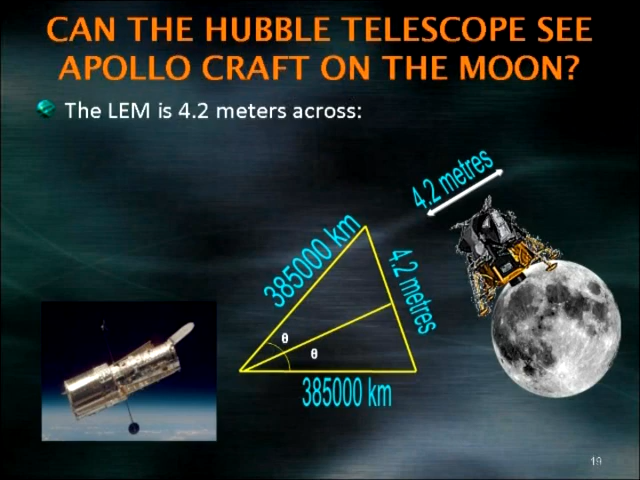 CAN THE HUBBLE TELESCOPE SEE
APOLLO CRAFT ON THE MOON?
The LEM is 4.2 meters across:
4.2 metres
385000 km
4.2 metres
θ
θ
385000 km
19